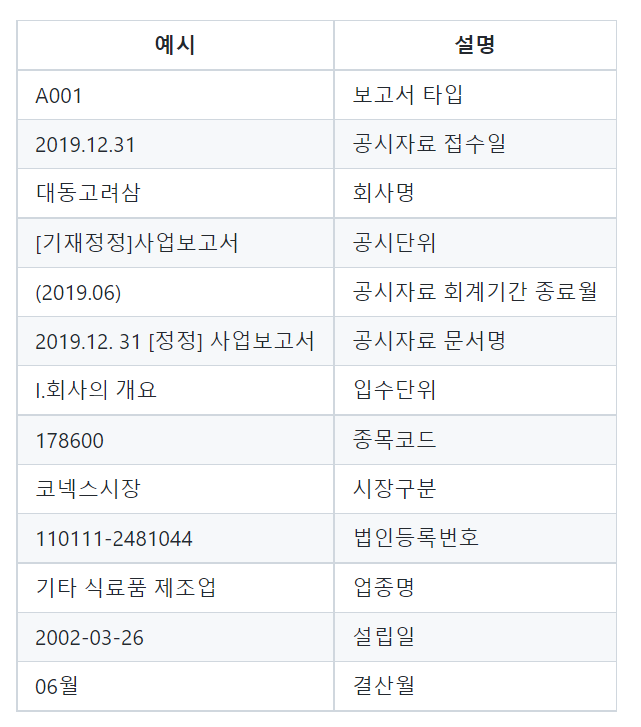 예시 설명
A001 보고서 타입
2019.12.31 공시자료 접수일
대동고려삼 회사명
[기재정정]사업보고서 공시단위
(2019.06) 공시자료 회계기간 종료월
2019.12. 31 [정정] 사업보고서 공시자료 문서명
I.회사의 개요 입수단위
178600 종목코드
코넥스시장 시장구분
110111-2481044 법인등록번호
기타 식료품 제조업 업종명
2002-03-26 설립일
06월 결산월